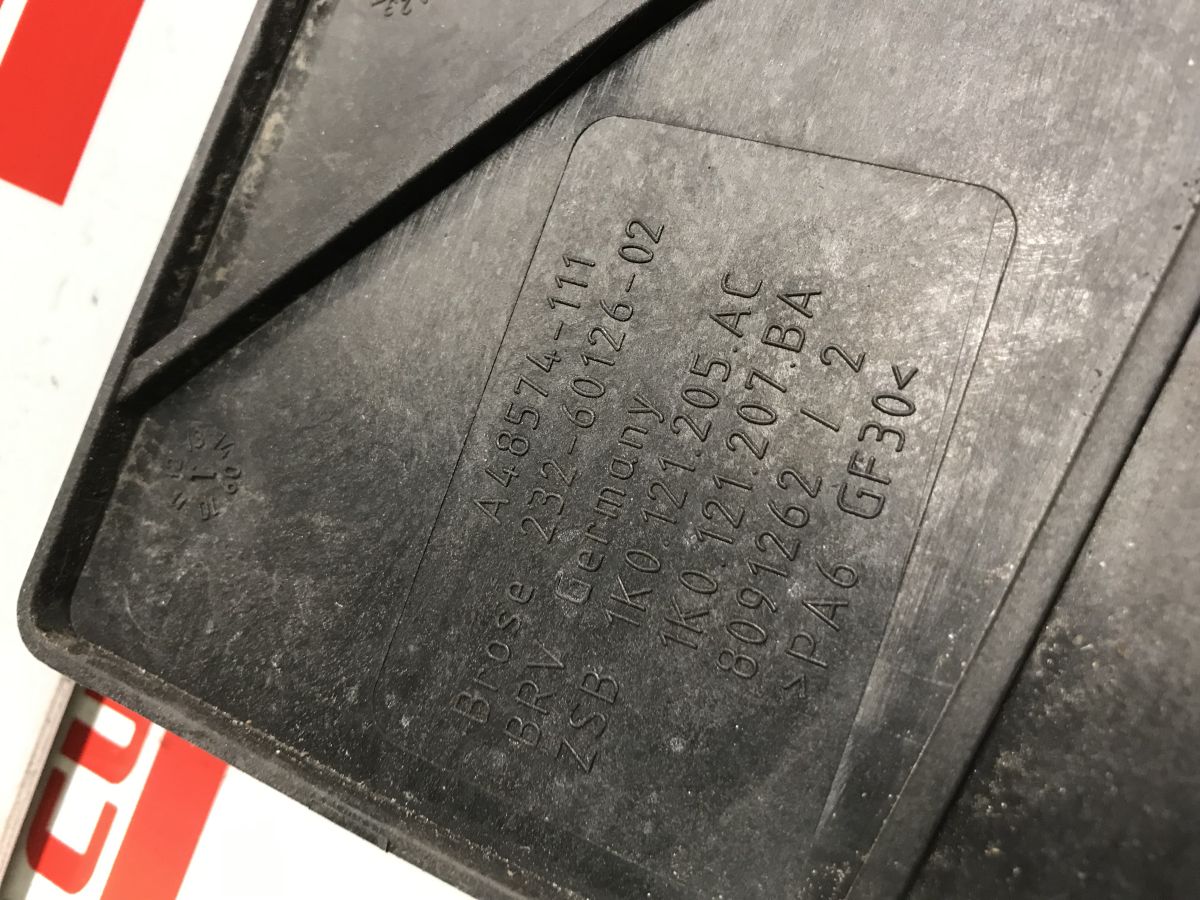 Brose A48574-111
BRV 232-60126-02
Germany
ZSB 1K0.121.205.AC
1K0.121.207.BA
8091262 / 2
>PA6 GF30<